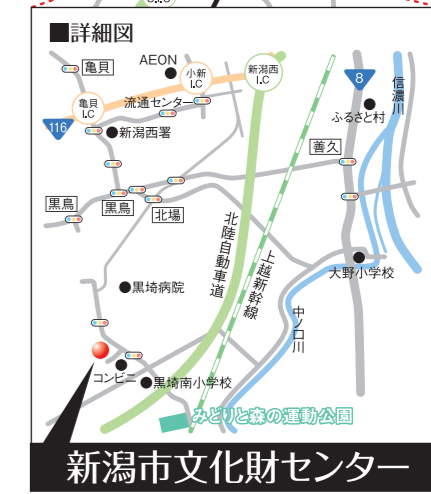 ■詳細図
AEON
亀貝
小新
I.C
新潟西
I.C
8
信濃川
亀貝
I.C
流通センター
ふるさと村
116
新潟西署
善久
黒鳥
黒鳥
北場
北陸自動車道
上越新幹線
大野小学校
黒埼病院
中ノ口川
コンビニ
黒埼南小学校
みどりと森の運動公園
新潟市文化財センター